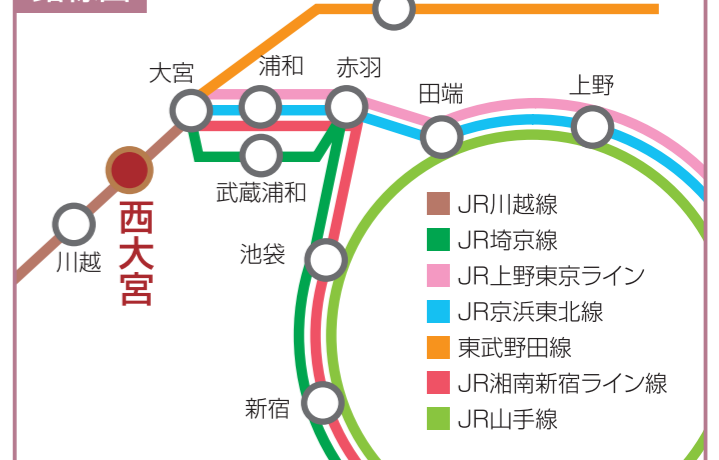 大宮
浦和
赤羽
田端
上野
武蔵浦和
西大宮
川越
池袋
新宿
JR川越線
JR埼京線
JR上野東京ライン
JR京浜東北線
東武野田線
JR湘南新宿ライン線
JR山手線